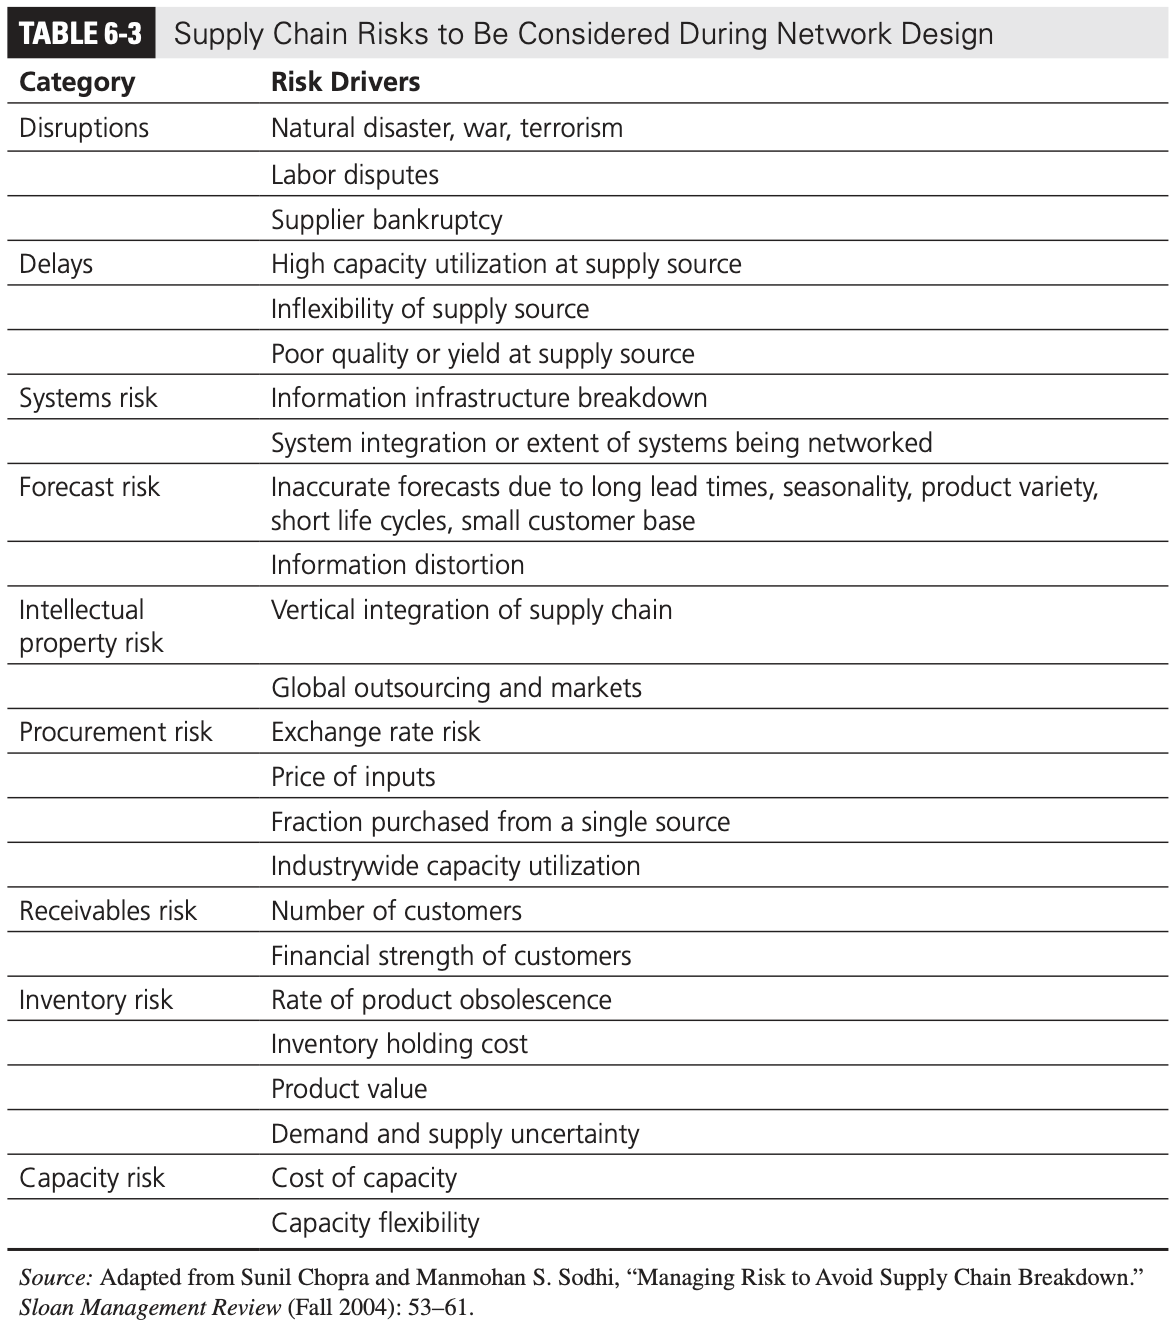 TABLE 6-3 Supply Chain Risks to Be Considered During Network Design
Category Risk Drivers
Disruptions Natural disaster, war, terrorism
Labor disputes
Supplier bankruptcy
Delays High capacity utilization at supply source
Inflexibility of supply source
Poor quality or yield at supply source
Systems risk Information infrastructure breakdown
System integration or extent of systems being networked
Forecast risk Inaccurate forecasts due to long lead times, seasonality, product variety,
short life cycles, small customer base
Information distortion
Intellectual Vertical integration of supply chain
property risk
Global outsourcing and markets
Procurement risk Exchange rate risk
Price of inputs
Fraction purchased from a single source
Industrywide capacity utilization
Receivables risk Number of customers
Financial strength of customers
Inventory risk Rate of product obsolescence
Inventory holding cost
Product value
Demand and supply uncertainty
Capacity risk Cost of capacity
Capacity flexibility
Source: Adapted from Sunil Chopra and Manmohan S. Sodhi, “Managing Risk to Avoid Supply Chain Breakdown.”
Sloan Management Review (Fall 2004): 53–61.